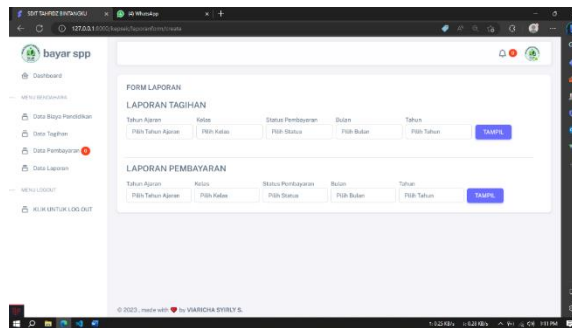 SDIT TAHFIDZ BINTANGKU
(4) WhatsApp
127.0.0.1:8000/kepsek/laporanform/create
bayar spp
Dashboard
Data Biaya Pendidikan
Data Tagihan
Data Pembayaran
Data Laporan
MENU LOGOUT
KLIK UNTUK LOG OUT
FORM LAPORAN
LAPORAN TAGIHAN
Tahun Ajaran Kelas Status Pembayaran Bulan Tahun
Pilih Tahun Ajaran Pilih Kelas Pilih Status Pilih Bulan Pilih Tahun TAMPIL
LAPORAN PEMBAYARAN
Tahun Ajaran Kelas Status Pembayaran Bulan Tahun
Pilih Tahun Ajaran Pilih Kelas Pilih Status Pilih Bulan Pilih Tahun TAMPIL
© 2023 , made with ❤ by VIARICHA SYIRLY S.
1:11 PM